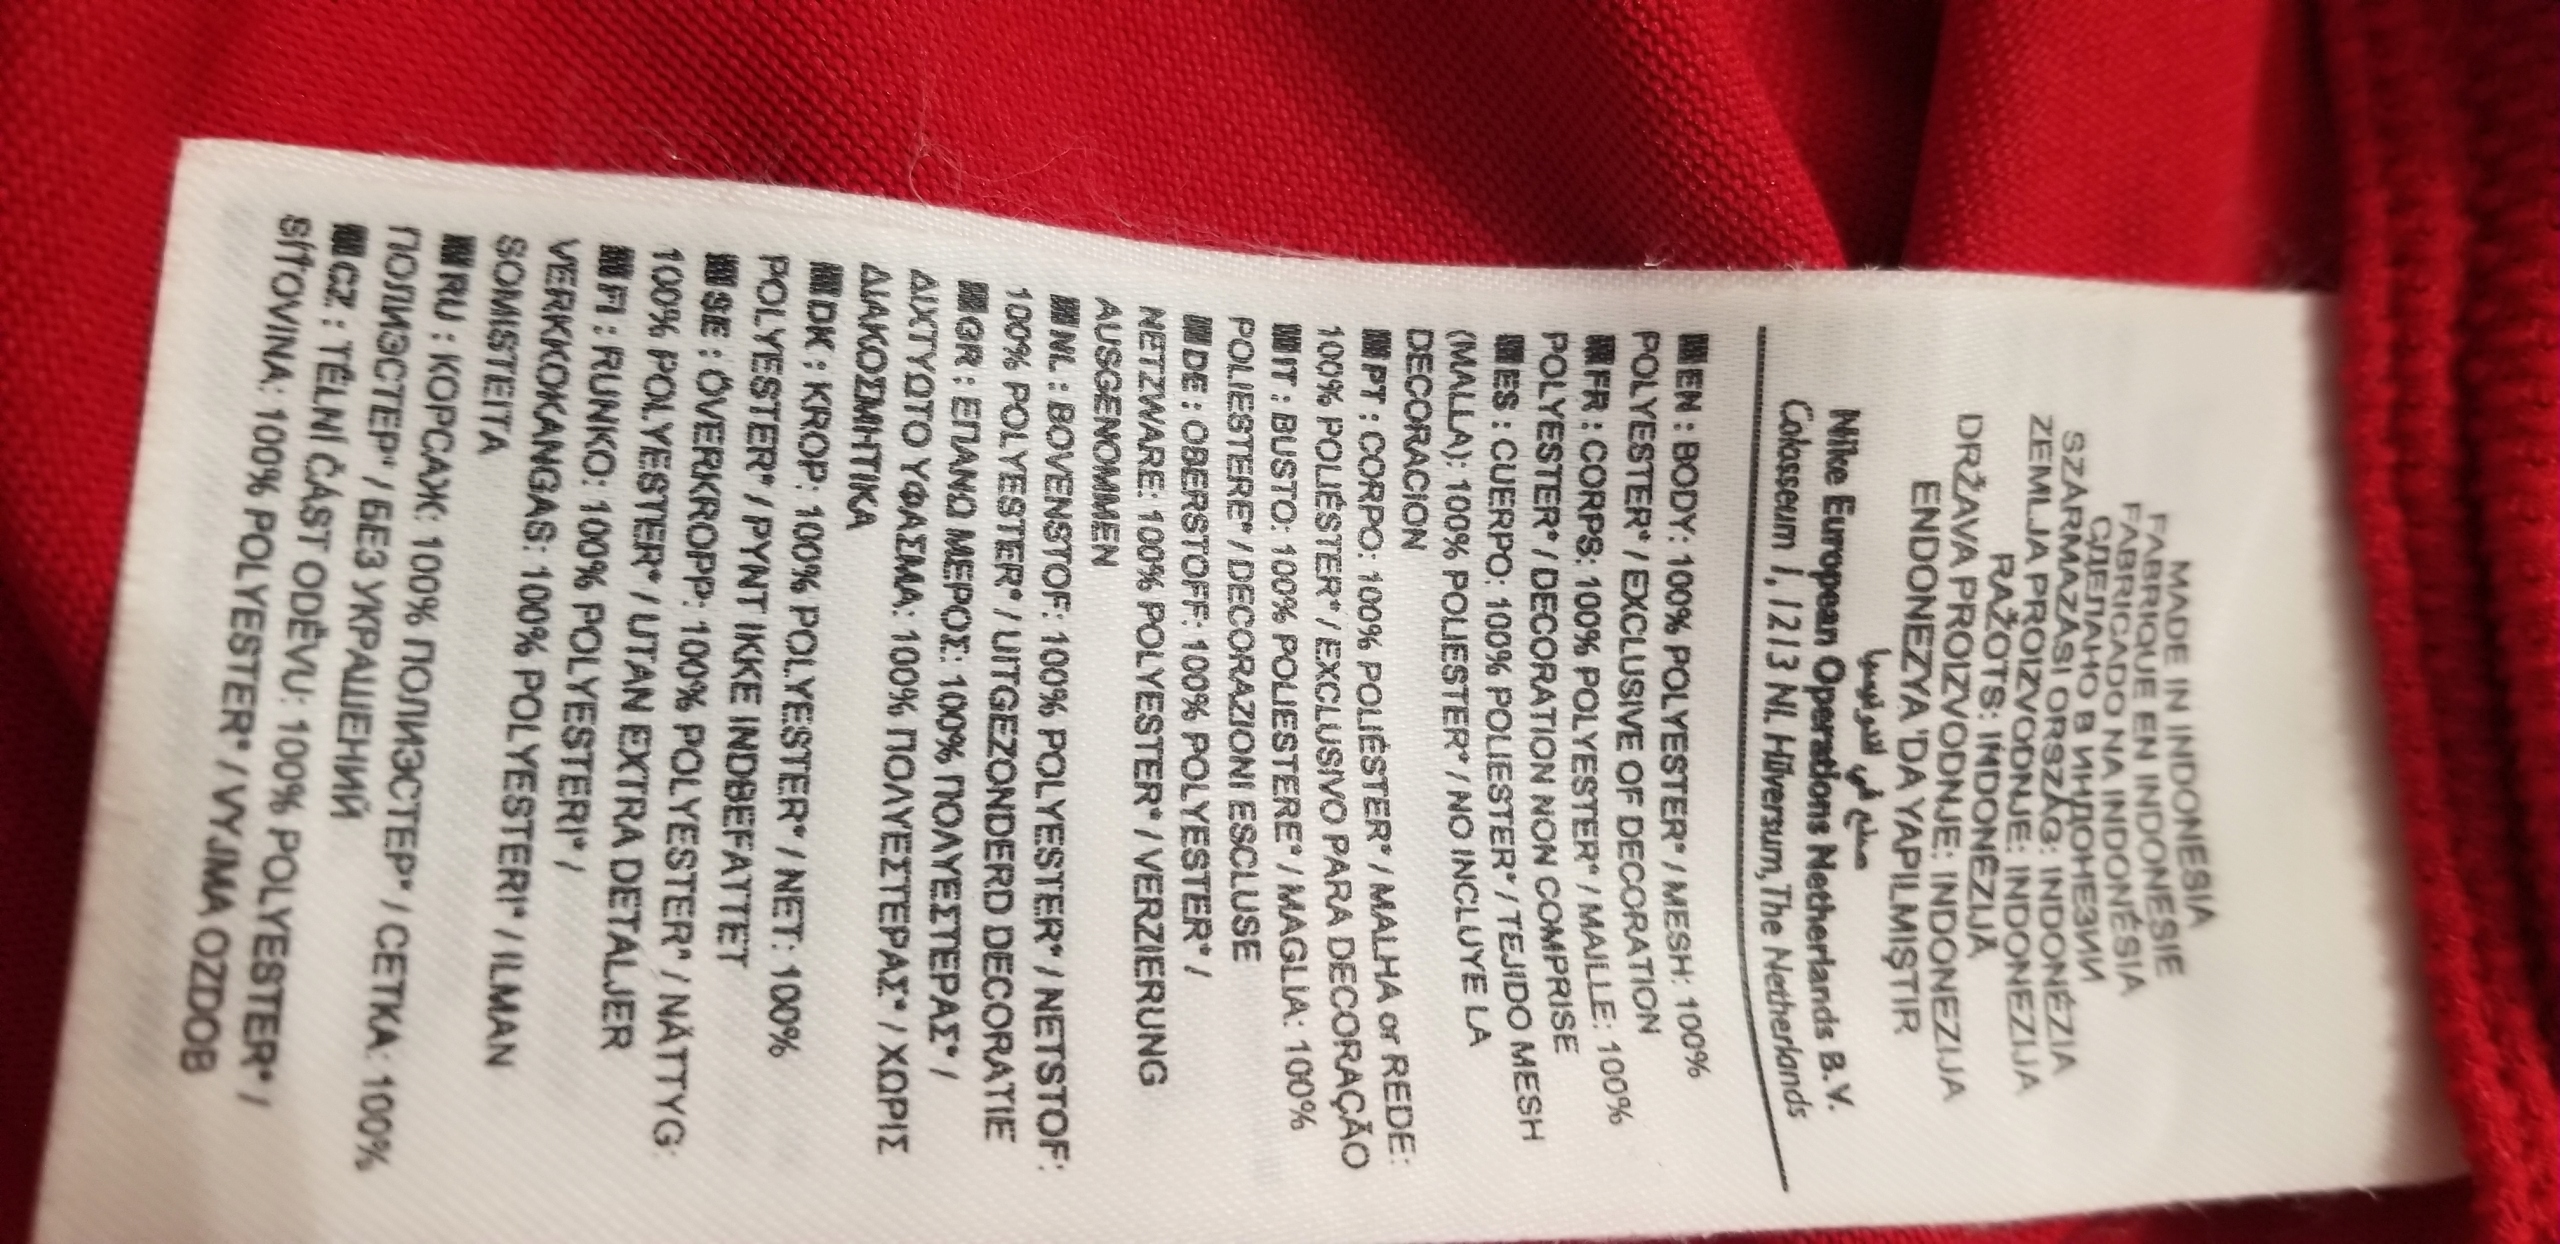 MADE IN INDONESIA
FABRIQUE EN INDONESIE
FABRICADO NA INDONÉSIA
СДЕЛАНО В ИНДОНЕЗИИ
SZÁRMAZÁSI ORSZÁG: INDONÉZIA
ZEMLJA PROIZVODNJE: INDONEZIJA
RAŽOTS: INDONĒZIJĀ
DRŽAVA PROIZVODNJE: INDONEZIJA
ENDONEZYA 'DA YAPILMIŞTIR
صنع في اندونيسيا
Nike European Operations Netherlands B.V.
Colosseum 1, 1213 NL Hilversum, The Netherlands
EN : BODY: 100% POLYESTER* / MESH: 100%
POLYESTER* / EXCLUSIVE OF DECORATION
FR : CORPS: 100% POLYESTER* / MAILLE: 100%
POLYESTER* / DECORATION NON COMPRISE
ES : CUERPO: 100% POLIESTER* / TEJIDO MESH
(MALLA): 100% POLIESTER* / NO INCLUYE LA
DECORACION
PT : CORPO: 100% POLIÉSTER* / MALHA or REDE:
100% POLIÉSTER* / EXCLUSIVO PARA DECORAÇÃO
IT : BUSTO: 100% POLIESTERE* / MAGLIA: 100%
POLIESTERE* / DECORAZIONI ESCLUSE
DE : OBERSTOFF: 100% POLYESTER* /
NETZWARE: 100% POLYESTER* / VERZIERUNG
AUSGENOMMEN
NL : BOVENSTOF: 100% POLYESTER* / NETSTOF:
100% POLYESTER* / UITGEZONDERD DECORATIE
GR : ΕΠΑΝΩ ΜΕΡΟΣ: 100% ΠΟΛΥΕΣΤΕΡΑΣ* /
ΔΙΧΤΥΩΤΟ ΥΦΑΣΜΑ: 100% ΠΟΛΥΕΣΤΕΡΑΣ* / ΧΩΡΙΣ
ΔΙΑΚΟΣΜΗΤΙΚΑ
DK : KROP: 100% POLYESTER* / NET: 100%
POLYESTER* / PYNT IKKE INDBEFATTET
SE : ÖVERKROPP: 100% POLYESTER* / NÄTTYG:
100% POLYESTER* / UTAN EXTRA DETALJER
FI : RUNKO: 100% POLYESTERI* /
VERKKOKANGAS: 100% POLYESTERI* / ILMAN
SOMISTEITA
RU : КОРСАЖ: 100% ПОЛИЭСТЕР* / СЕТКА: 100%
ПОЛИЭСТЕР* / БЕЗ УКРАШЕНИЙ
CZ : TĚLNÍ ČÁST ODĚVU: 100% POLYESTER* /
SÍŤOVINA: 100% POLYESTER* / VYJMA OZDOB